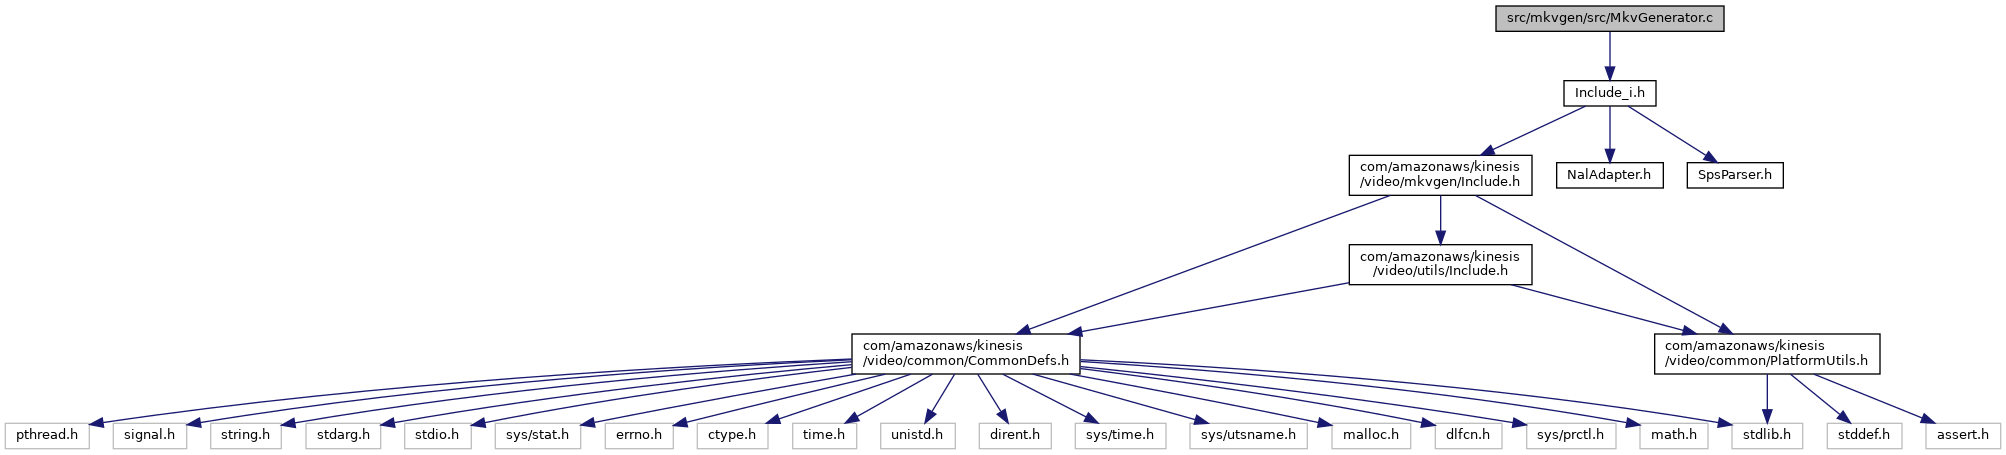 src/mkvgen/src/MkvGenerator.c
Include_i.h
com/amazonaws/kinesis
/video/mkvgen/Include.h
NalAdapter.h
SpsParser.h
com/amazonaws/kinesis
/video/utils/Include.h
com/amazonaws/kinesis
/video/common/CommonDefs.h
com/amazonaws/kinesis
/video/common/PlatformUtils.h
pthread.h
signal.h
string.h
stdarg.h
stdio.h
sys/stat.h
errno.h
ctype.h
time.h
unistd.h
dirent.h
sys/time.h
sys/utsname.h
malloc.h
dlfcn.h
sys/prctl.h
math.h
stdlib.h
stddef.h
assert.h